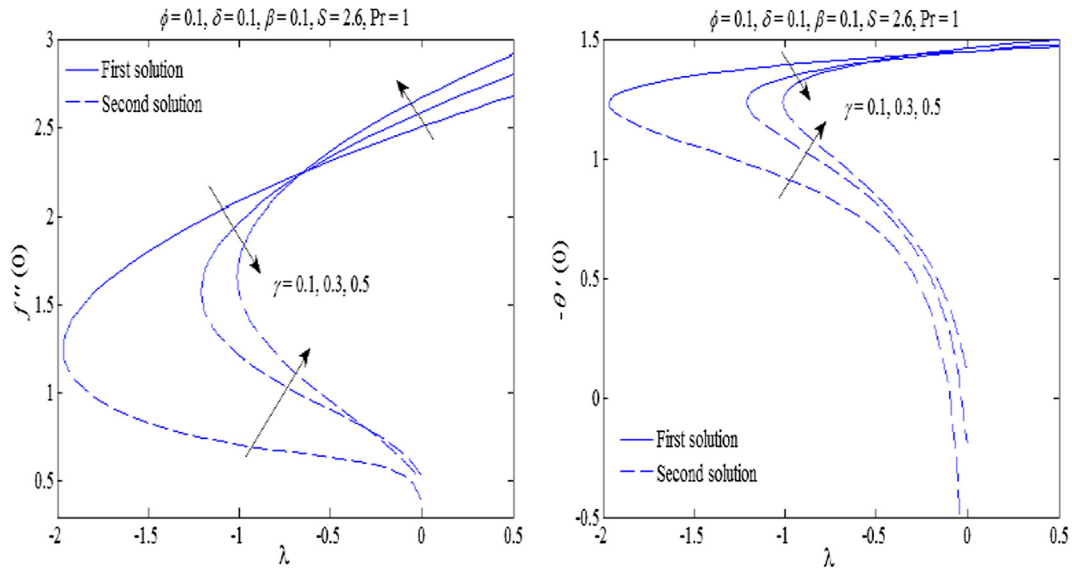 ϕ = 0.1, δ = 0.1, β = 0.1, S = 2.6, Pr = 1
3
2.5
2
1.5
1
0.5
First solution
Second solution
γ = 0.1, 0.3, 0.5
f ′′ (0)
-2
-1.5
-1
-0.5
0
0.5
λ
ϕ = 0.1, δ = 0.1, β = 0.1, S = 2.6, Pr = 1
1.5
1
0.5
0
-0.5
γ = 0.1, 0.3, 0.5
First solution
Second solution
-θ ′ (0)
-2
-1.5
-1
-0.5
0
0.5
λ